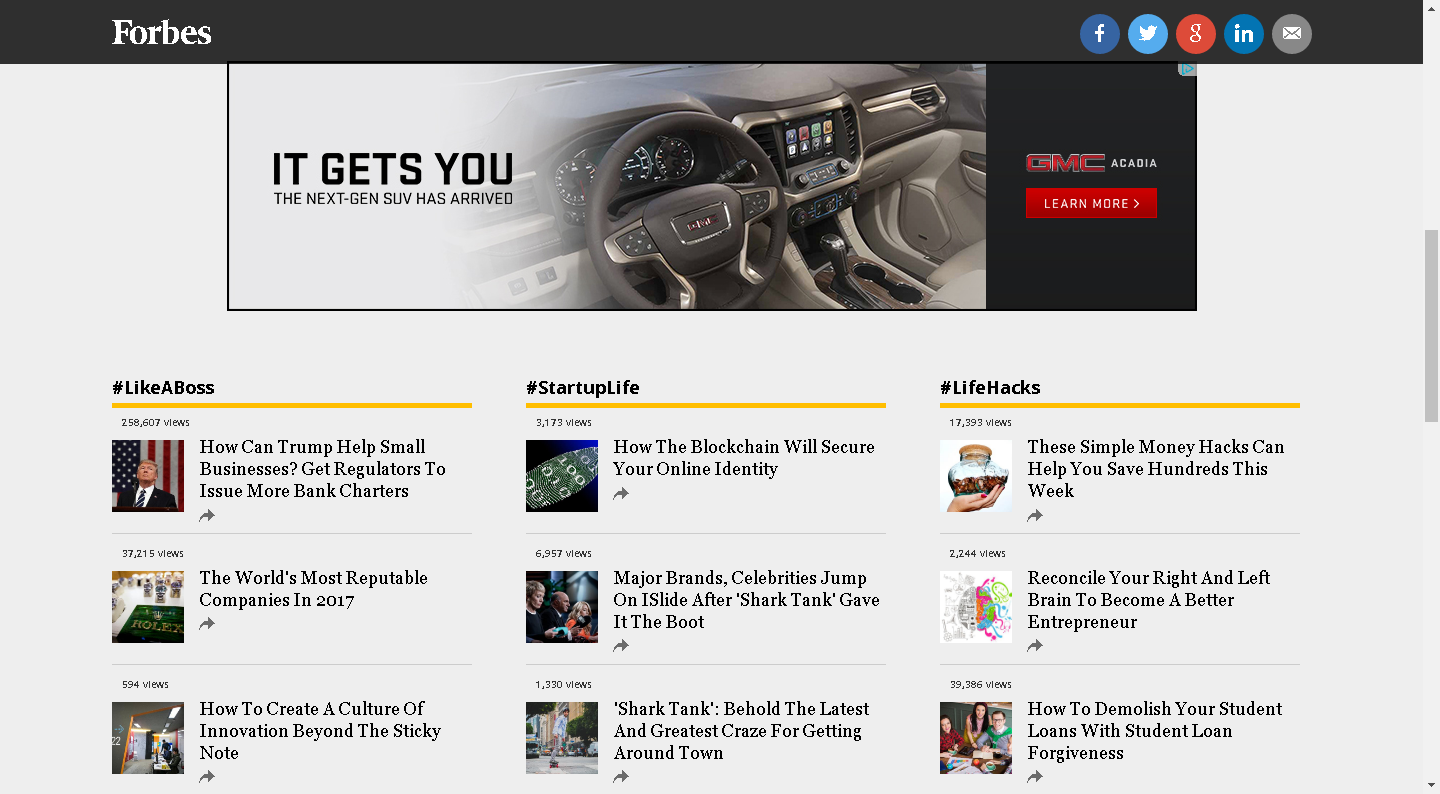 Forbes
IT GETS YOU
THE NEXT-GEN SUV HAS ARRIVED
GMC ACADIA
LEARN MORE >
#LikeABoss
258,607 views
How Can Trump Help Small
Businesses? Get Regulators To
Issue More Bank Charters
37,215 views
The World's Most Reputable
Companies In 2017
ROLEX
594 views
How To Create A Culture Of
Innovation Beyond The Sticky
Note
22
#StartupLife
3,173 views
How The Blockchain Will Secure
Your Online Identity
6,957 views
Major Brands, Celebrities Jump
On ISlide After 'Shark Tank' Gave
It The Boot
1,330 views
'Shark Tank': Behold The Latest
And Greatest Craze For Getting
Around Town
#LifeHacks
17,393 views
These Simple Money Hacks Can
Help You Save Hundreds This
Week
2,244 views
Reconcile Your Right And Left
Brain To Become A Better
Entrepreneur
39,386 views
How To Demolish Your Student
Loans With Student Loan
Forgiveness